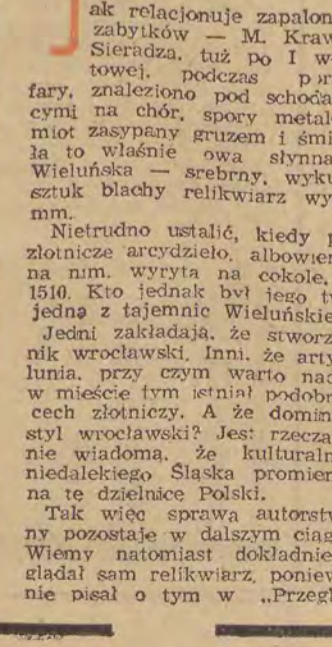 J
ak relacjonuje zapalon
zabytków — M. Kraw
Sieradza, tuż po I w
towej, podczas
fary, znaleziono pod schoda
cymi na chór, spory metal
miot zasypany gruzem i śmi
ła to właśnie owa słynna
Wieluńska — srebrny, wyku
sztuk blachy relikwiarz wy
mm.
Nietrudno ustalić, kiedy
złotnicze arcydzieło, albowiem
na nim. wyryta na cokole,
1510. Kto jednak był jego t
jedna z tajemnic Wieluńskie
Jedni zakładają, że stworz
nik wrocławski. Inni, że arty
lunia, przy czym warto nad
w mieście tym istniał podobn
cech złotniczy. A że domin
styl wrocławski? Jest rzeczą
nie wiadomą, że kulturaln
niedalekiego Śląska promien
na tę dzielnicę Polski.
Tak więc sprawa autorstw
ny pozostaje w dalszym ciąg
Wiemy natomiast dokładnie
glądał sam relikwiarz, poniew
nie pisał o tym w „Przegl